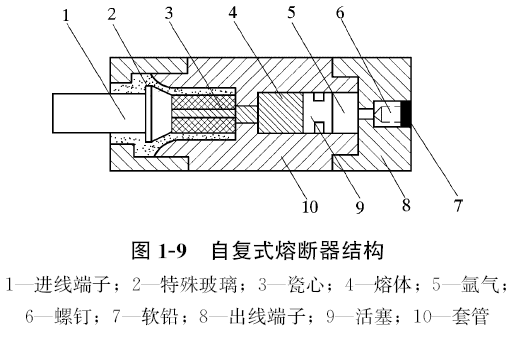 1 2 3 4 5 6
10 9 8 7
图 1-9 自复式熔断器结构
1—进线端子；2—特殊玻璃；3—瓷心；4—熔体；5—氩气；
6—螺钉；7—软铅；8—出线端子；9—活塞；10—套管